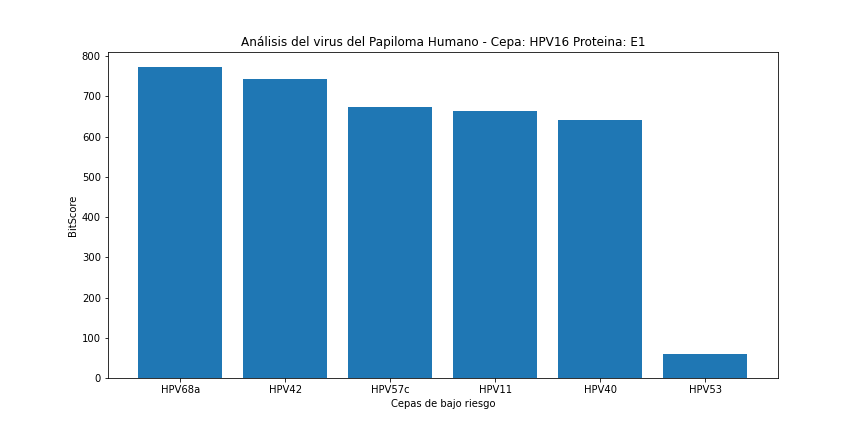 Análisis del virus del Papiloma Humano - Cepa: HPV16 Proteina: E1
800
700
600
500
400
300
200
100
0
BitScore
HPV68a HPV42 HPV57c HPV11 HPV40 HPV53
Cepas de bajo riesgo